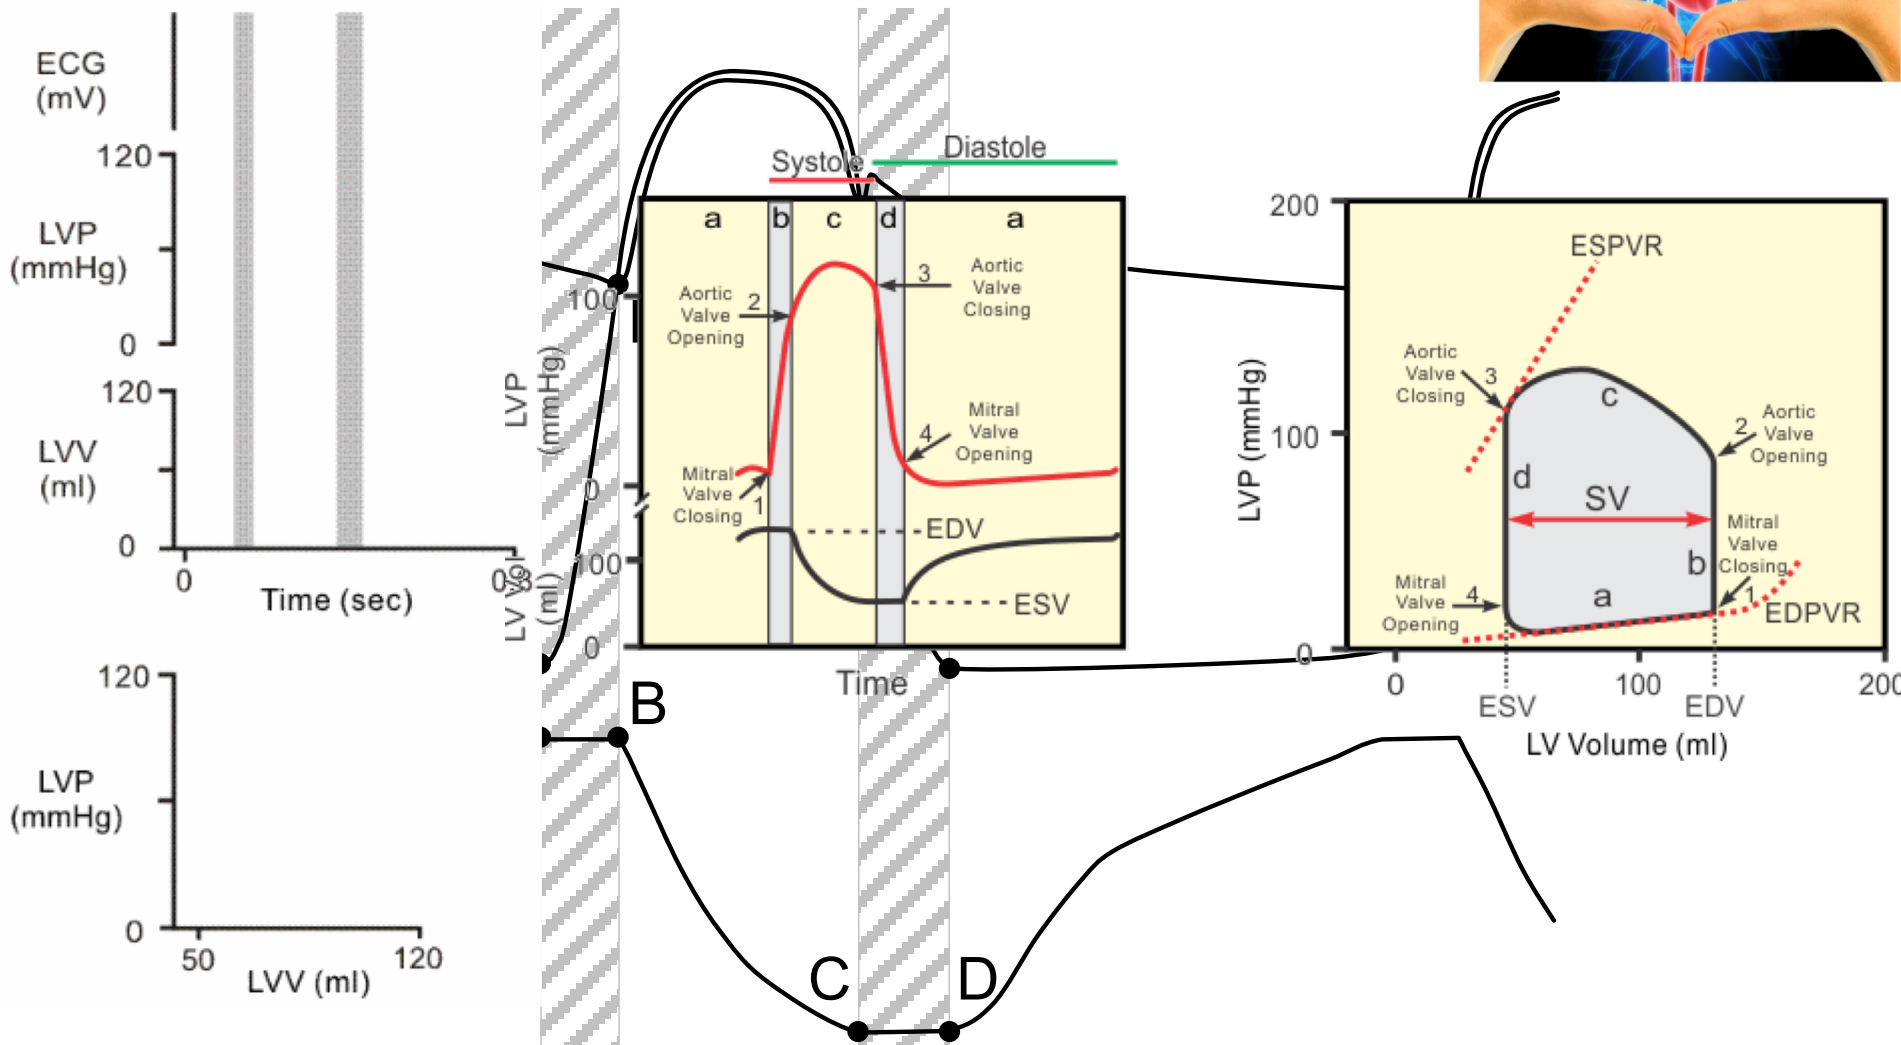 ECG
(mV)
120
LVP
(mmHg)
0
120
LVV
(ml)
0
0
Time (sec)
120
LVP
(mmHg)
0
50
120
LVV (ml)
B
C
D
Systole
Diastole
a
b
c
d
a
100
LVP
(mmHg)
0
100
(ml)
0
Aortic
Valve
Opening
2
3
Aortic
Valve
Closing
4
Mitral
Valve
Opening
Mitral
Valve
Closing
1
EDV
ESV
Time
200
LVP (mmHg)
100
0
ESPVR
Aortic
Valve
Closing
3
c
2
Aortic
Valve
Opening
d
SV
Mitral
Valve
Closing
b
1
Mitral
Valve
Opening
4
a
EDPVR
0
100
200
ESV
EDV
LV Volume (ml)